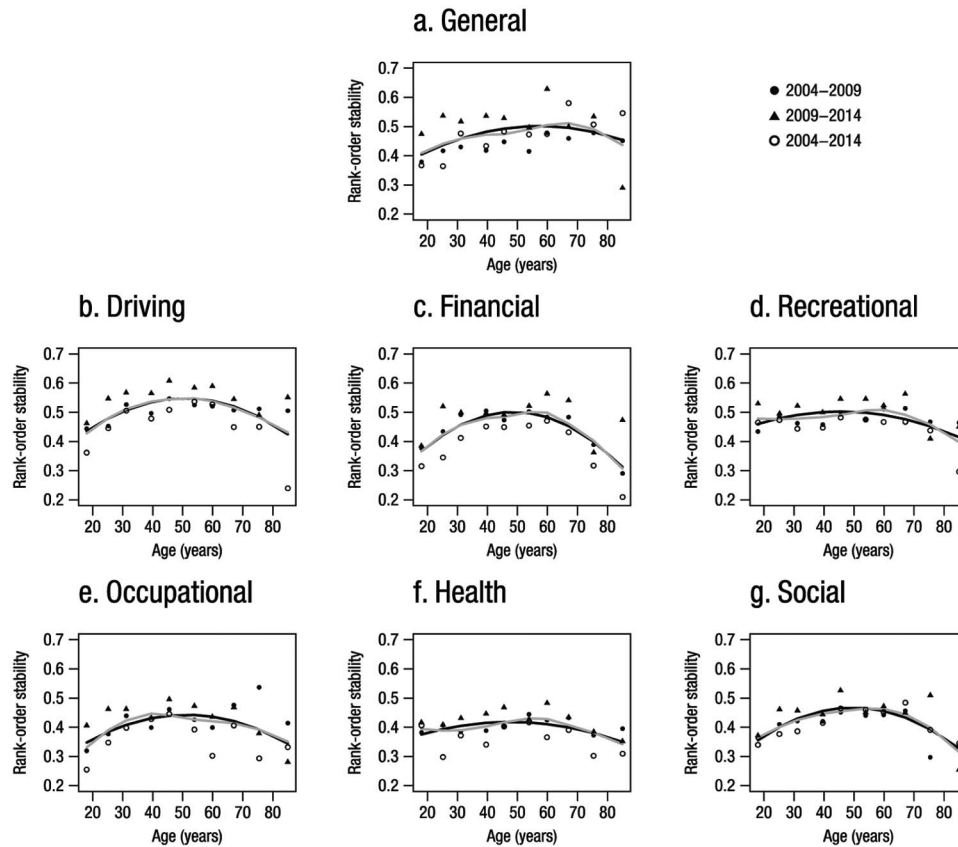 a. General
Rank-order stability
0.7
0.6
0.5
0.4
0.3
0.2
20 30 40 50 60 70 80
Age (years)
2004–2009
2009–2014
2004–2014
b. Driving
Rank-order stability
0.7
0.6
0.5
0.4
0.3
0.2
20 30 40 50 60 70 80
Age (years)
c. Financial
Rank-order stability
0.7
0.6
0.5
0.4
0.3
0.2
20 30 40 50 60 70 80
Age (years)
d. Recreational
Rank-order stability
0.7
0.6
0.5
0.4
0.3
0.2
20 30 40 50 60 70 80
Age (years)
e. Occupational
Rank-order stability
0.7
0.6
0.5
0.4
0.3
0.2
20 30 40 50 60 70 80
Age (years)
f. Health
Rank-order stability
0.7
0.6
0.5
0.4
0.3
0.2
20 30 40 50 60 70 80
Age (years)
g. Social
Rank-order stability
0.7
0.6
0.5
0.4
0.3
0.2
20 30 40 50 60 70 80
Age (years)